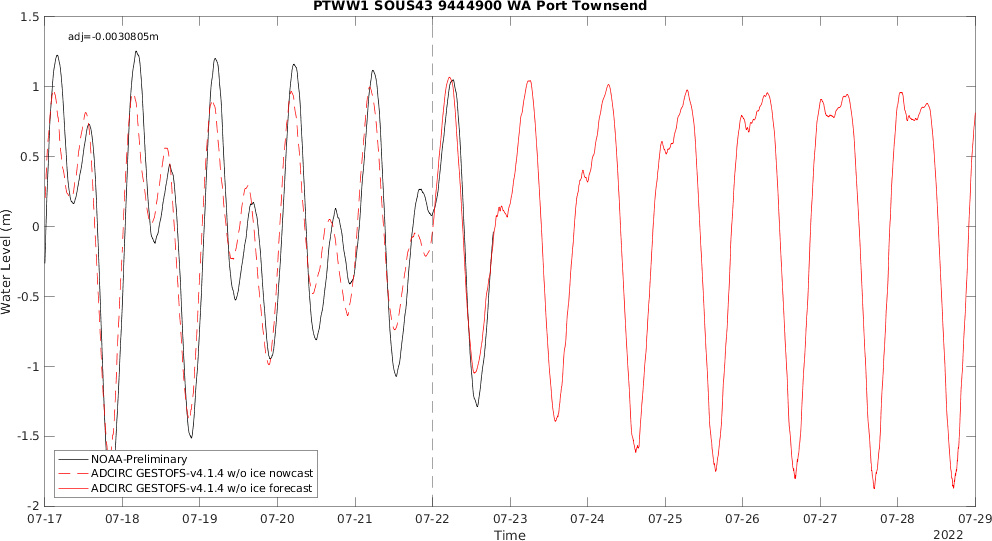 PTWW1 SOUS43 9444900 WA Port Townsend
adj=-0.0030805m
Water Level (m)
1.5
1
0.5
0
-0.5
-1
-1.5
-2
NOAA-Preliminary
ADCIRC GESTOFS-v4.1.4 w/o ice nowcast
ADCIRC GESTOFS-v4.1.4 w/o ice forecast
07-17 07-18 07-19 07-20 07-21 07-22 07-23 07-24 07-25 07-26 07-27 07-28 07-29
Time
2022